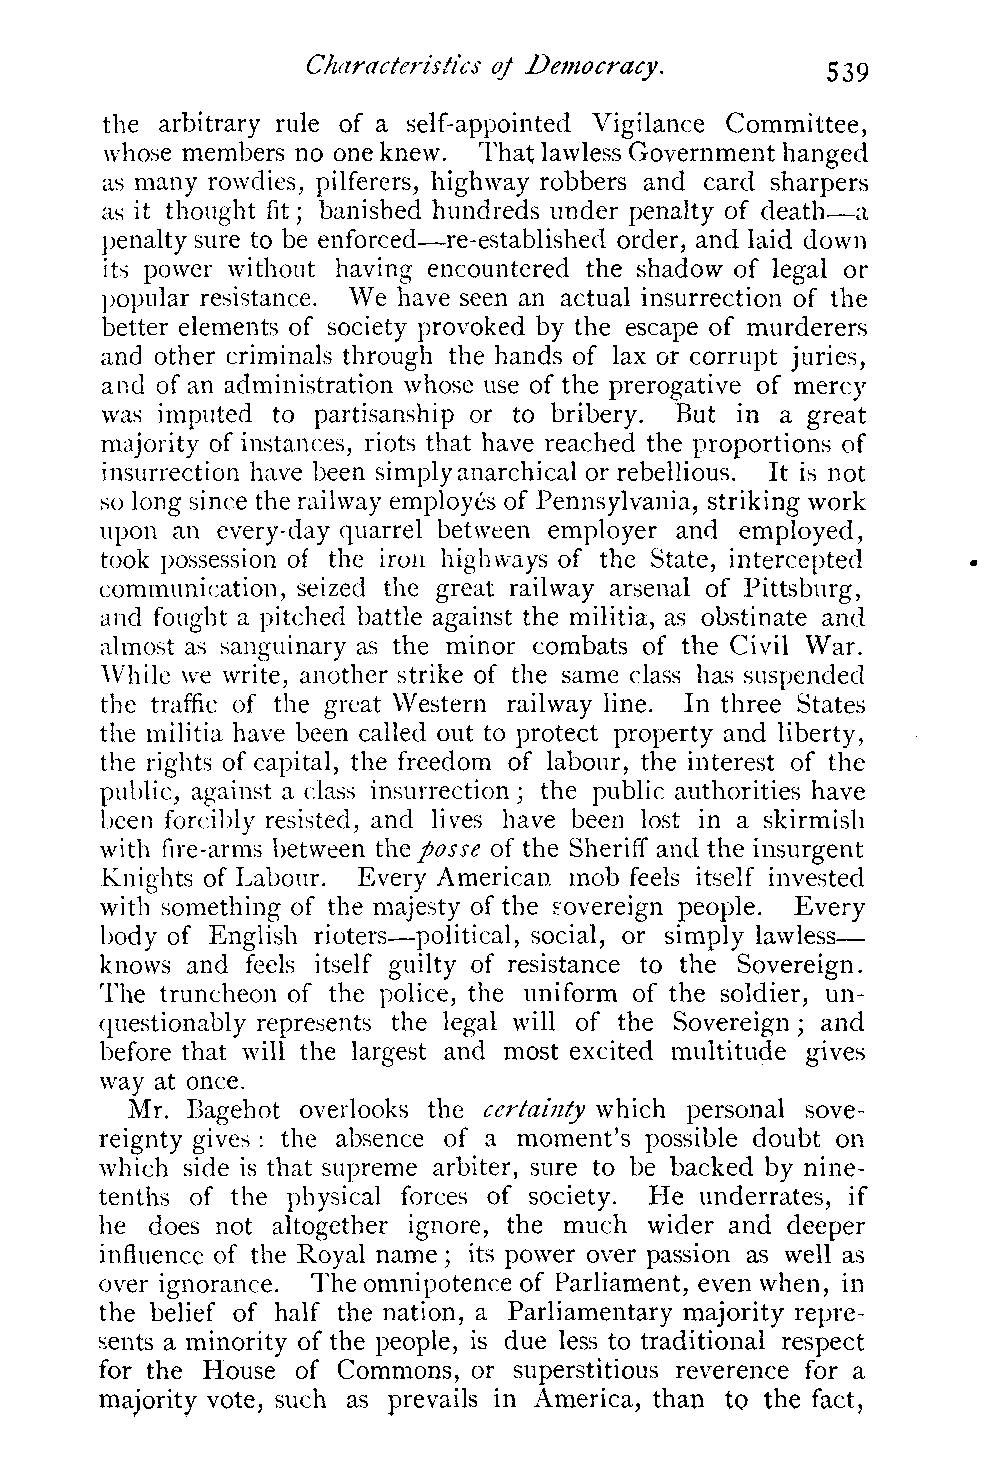 Characteristics of Democracy. 539
the arbitrary rule of a self-appointed Vigilance Committee,
whose members no one knew. That lawless Government hanged
as many rowdies, pilferers, highway robbers and card sharpers
as it thought fit; banished hundreds under penalty of death—a
penalty sure to be enforced—re-established order, and laid down
its power without having encountered the shadow of legal or
popular resistance. We have seen an actual insurrection of the
better elements of society provoked by the escape of murderers
and other criminals through the hands of lax or corrupt juries,
and of an administration whose use of the prerogative of mercy
was imputed to partisanship or to bribery. But in a great
majority of instances, riots that have reached the proportions of
insurrection have been simply anarchical or rebellious. It is not
so long since the railway employés of Pennsylvania, striking work
upon an every-day quarrel between employer and employed,
took possession of the iron highways of the State, intercepted
communication, seized the great railway arsenal of Pittsburg,
and fought a pitched battle against the militia, as obstinate and
almost as sanguinary as the minor combats of the Civil War.
While we write, another strike of the same class has suspended
the traffic of the great Western railway line. In three States
the militia have been called out to protect property and liberty,
the rights of capital, the freedom of labour, the interest of the
public, against a class insurrection; the public authorities have
been forcibly resisted, and lives have been lost in a skirmish
with fire-arms between the posse of the Sheriff and the insurgent
Knights of Labour. Every American mob feels itself invested
with something of the majesty of the sovereign people. Every
body of English rioters—political, social, or simply lawless—
knows and feels itself guilty of resistance to the Sovereign.
The truncheon of the police, the uniform of the soldier, un-
questionably represents the legal will of the Sovereign; and
before that will the largest and most excited multitude gives
way at once.
Mr. Bagehot overlooks the certainty which personal sove-
reignty gives: the absence of a moment's possible doubt on
which side is that supreme arbiter, sure to be backed by nine-
tenths of the physical forces of society. He underrates, if
he does not altogether ignore, the much wider and deeper
influence of the Royal name; its power over passion as well as
over ignorance. The omnipotence of Parliament, even when, in
the belief of half the nation, a Parliamentary majority repre-
sents a minority of the people, is due less to traditional respect
for the House of Commons, or superstitious reverence for a
majority vote, such as prevails in America, than to the fact,